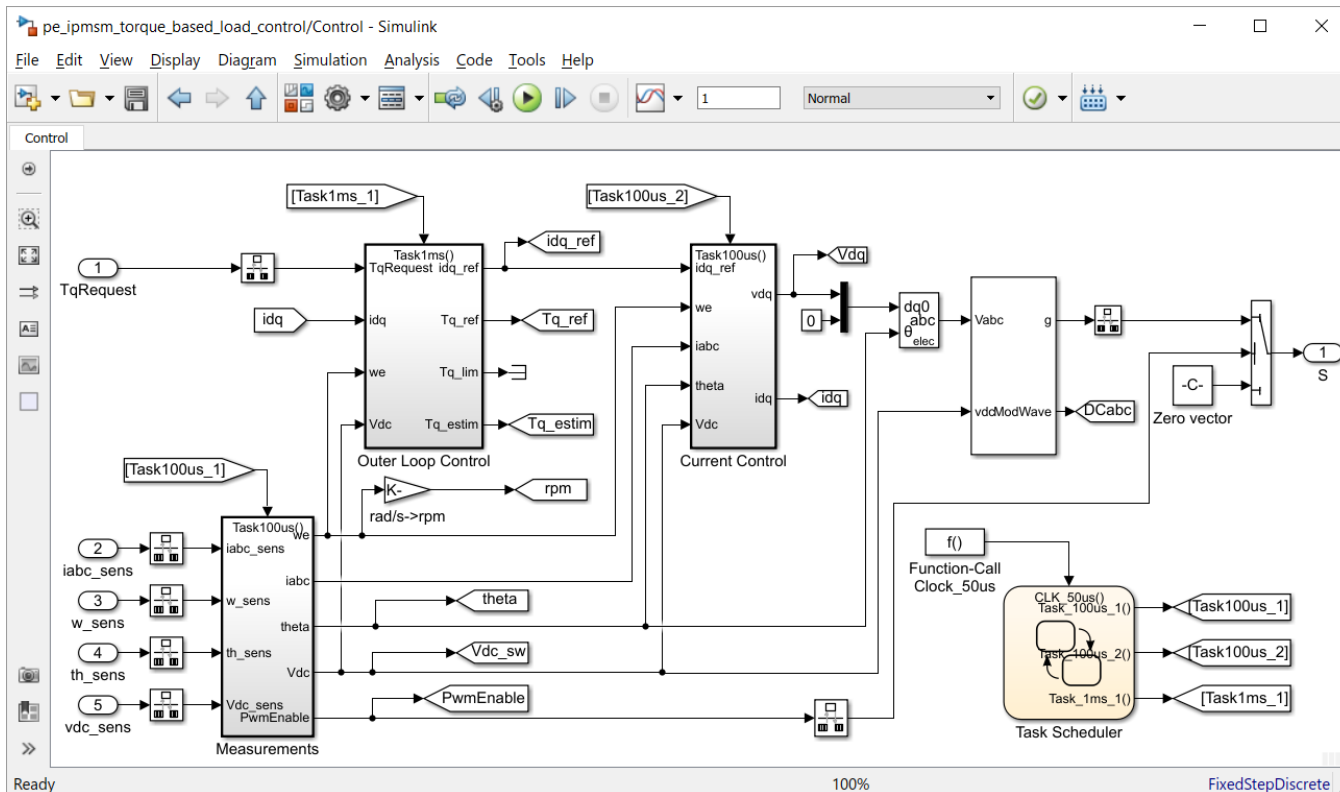 pe_ipmsm_torque_based_load_control/Control - Simulink
File Edit View Display Diagram Simulation Analysis Code Tools Help
1
Normal
Control
[Task1ms_1]
[Task100us_2]
1
TqRequest
idq
Task1ms()
TqRequest idq_ref
idq
Tq_ref
we
Tq_lim
Vdc
Tq_estim
Outer Loop Control
idq_ref
Tq_ref
Tq_estim
Task100us()
idq_ref
vdq
we
iabc
theta
idq
Vdc
Current Control
Vdq
0
idq
dq0
abc
θ
elec
Vabc
g
vdcModWave
DCabc
-C-
Zero vector
1
S
[Task100us_1]
K-
rad/s->rpm
rpm
2
iabc_sens
3
w_sens
4
th_sens
5
vdc_sens
Task100us()
we
iabc_sens
iabc
w_sens
theta
th_sens
Vdc
Vdc_sens
PwmEnable
Measurements
theta
Vdc_sw
PwmEnable
f()
Function-Call
Clock_50us
CLK_50us()
Task_100us_1()
Task_100us_2()
Task_1ms_1()
Task Scheduler
[Task100us_1]
[Task100us_2]
[Task1ms_1]
Ready
100%
FixedStepDiscrete